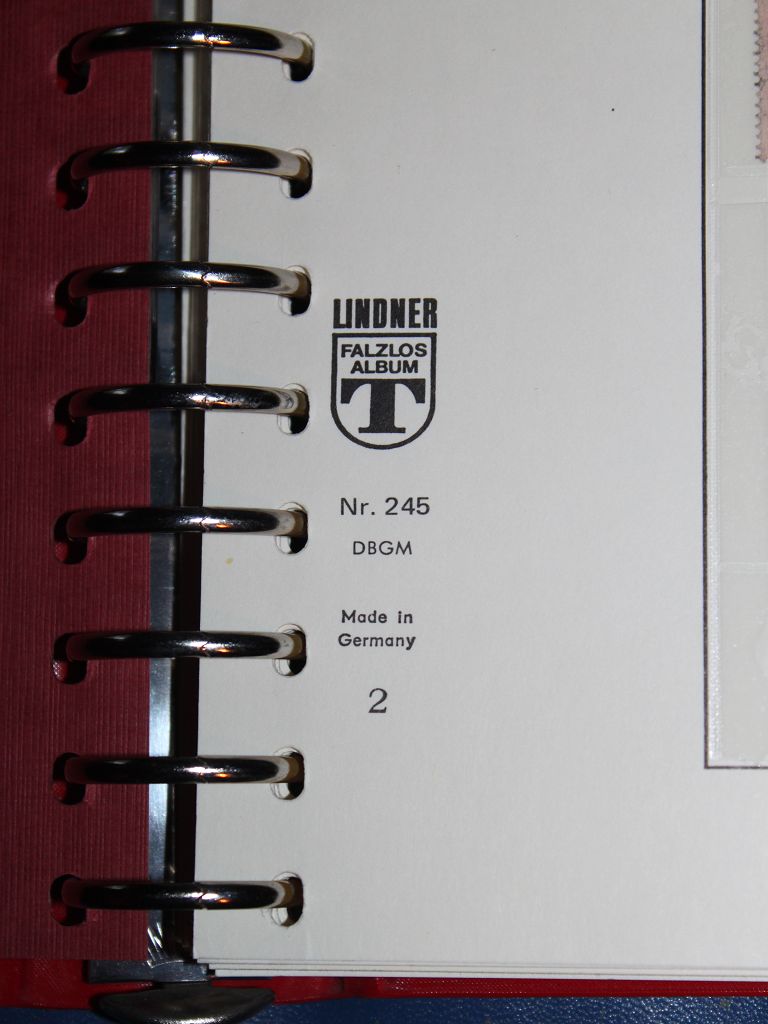 LINDNER
FALZLOS
ALBUM
T
Nr. 245
DBGM
Made in
Germany
2